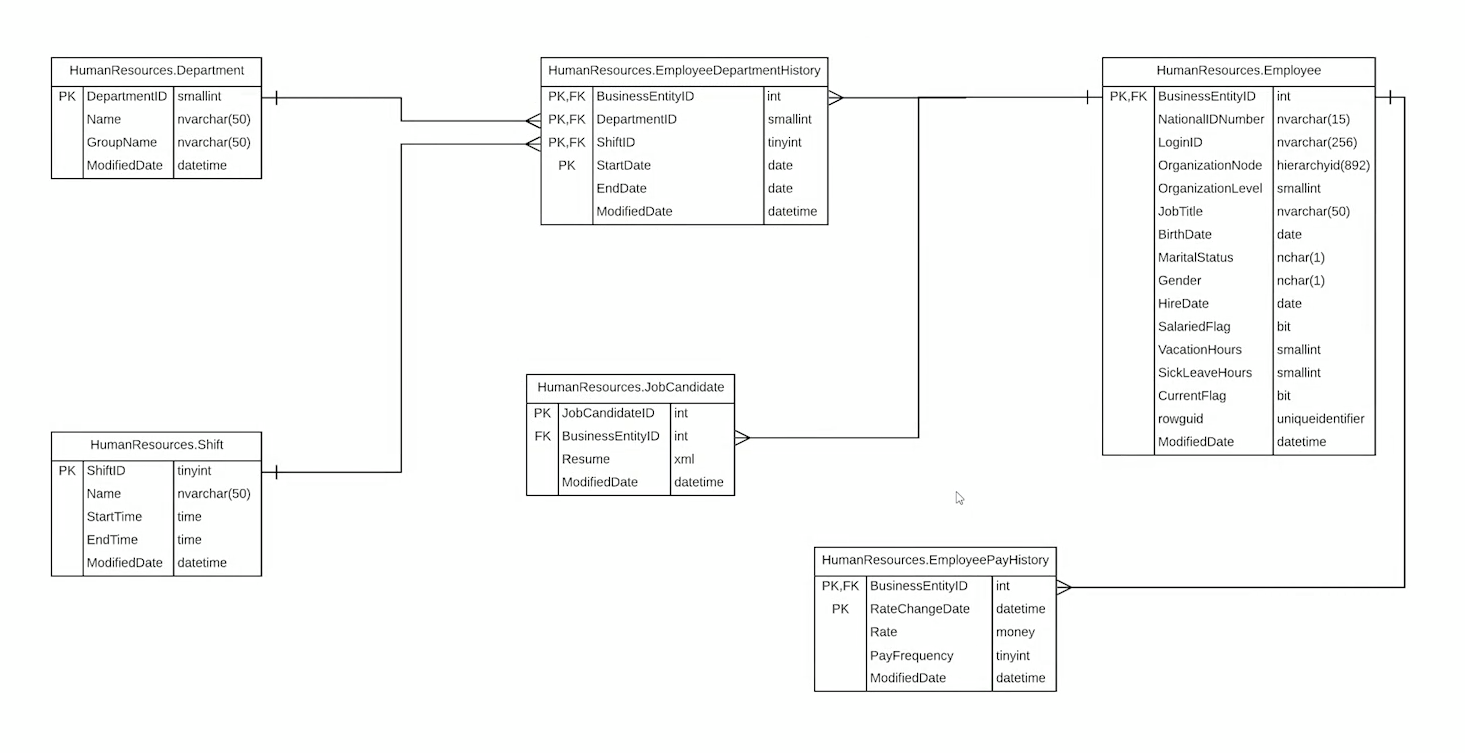 HumanResources.Department
PK DepartmentID smallint
Name nvarchar(50)
GroupName nvarchar(50)
ModifiedDate datetime
HumanResources.EmployeeDepartmentHistory
PK,FK BusinessEntityID int
PK,FK DepartmentID smallint
PK,FK ShiftID tinyint
PK StartDate date
EndDate date
ModifiedDate datetime
HumanResources.Employee
PK,FK BusinessEntityID int
NationalIDNumber nvarchar(15)
LoginID nvarchar(256)
OrganizationNode hierarchyid(892)
OrganizationLevel smallint
JobTitle nvarchar(50)
BirthDate date
MaritalStatus nchar(1)
Gender nchar(1)
HireDate date
SalariedFlag bit
VacationHours smallint
SickLeaveHours smallint
CurrentFlag bit
rowguid uniqueidentifier
ModifiedDate datetime
HumanResources.JobCandidate
PK JobCandidateID int
FK BusinessEntityID int
Resume xml
ModifiedDate datetime
HumanResources.Shift
PK ShiftID tinyint
Name nvarchar(50)
StartTime time
EndTime time
ModifiedDate datetime
HumanResources.EmployeePayHistory
PK,FK BusinessEntityID int
PK RateChangeDate datetime
Rate money
PayFrequency tinyint
ModifiedDate datetime